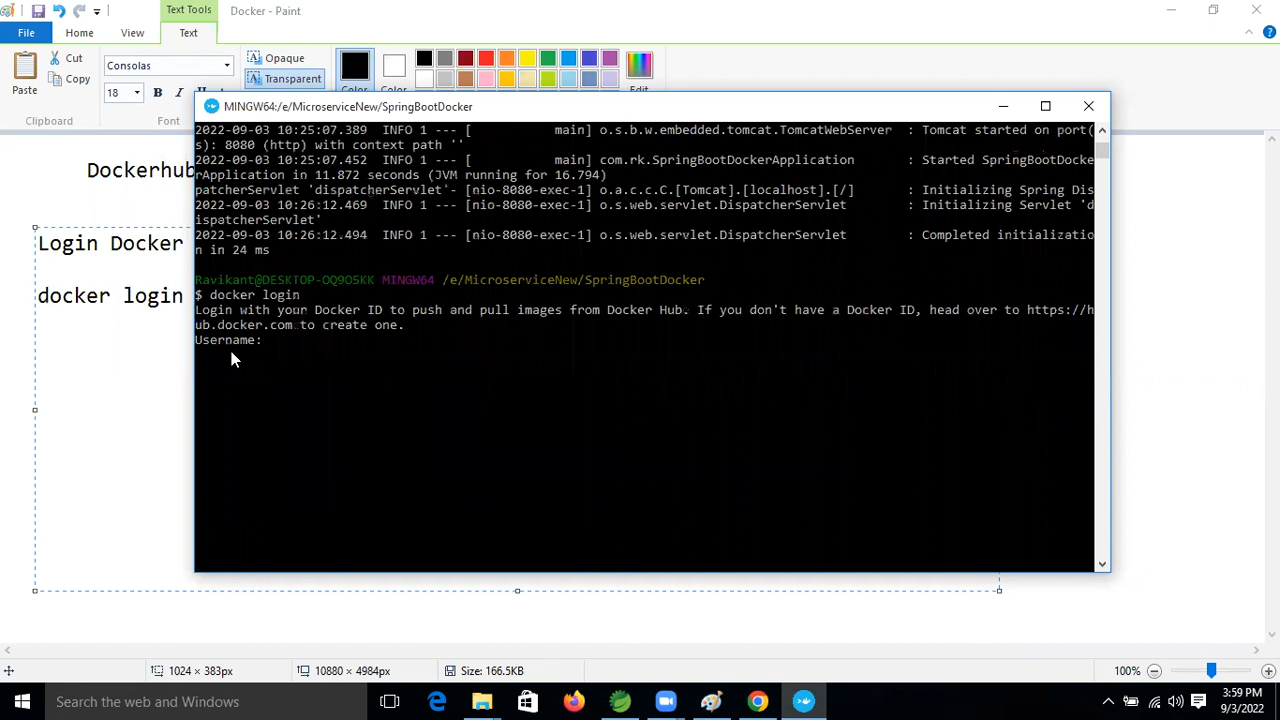 Text Tools
Docker - Paint
File
Home
View
Text
Paste
Cut
Copy
Clipboard
Consolas
18
B
I
Font
Opaque
Transparent
Color
Color
Edit
MINGW64:/e/MicroserviceNew/SpringBootDocker
Dockerhub
Login Docker
docker login
2022-09-03 10:25:07.389 INFO 1 --- [ main] o.s.b.w.embedded.tomcat.TomcatWebServer : Tomcat started on port(
s): 8080 (http) with context path ''
2022-09-03 10:25:07.452 INFO 1 --- [ main] com.rk.SpringBootDockerApplication : Started SpringBootDocke
rApplication in 11.872 seconds (JVM running for 16.794)
patcherServlet 'dispatcherServlet'- [nio-8080-exec-1] o.a.c.c.C.[Tomcat].[localhost].[/] : Initializing Spring Dis
2022-09-03 10:26:12.469 INFO 1 --- [nio-8080-exec-1] o.s.web.servlet.DispatcherServlet : Initializing Servlet 'd
ispatcherServlet'
2022-09-03 10:26:12.494 INFO 1 --- [nio-8080-exec-1] o.s.web.servlet.DispatcherServlet : Completed initializatio
n in 24 ms
Ravikant@DESKTOP-OQ9O5KK MINGW64 /e/MicroserviceNew/SpringBootDocker
$ docker login
Login with your Docker ID to push and pull images from Docker Hub. If you don't have a Docker ID, head over to https://h
ub.docker.com to create one.
Username:
1024 × 383px
10880 × 4984px
Size: 166.5KB
100%
Search the web and Windows
3:59 PM
9/3/2022